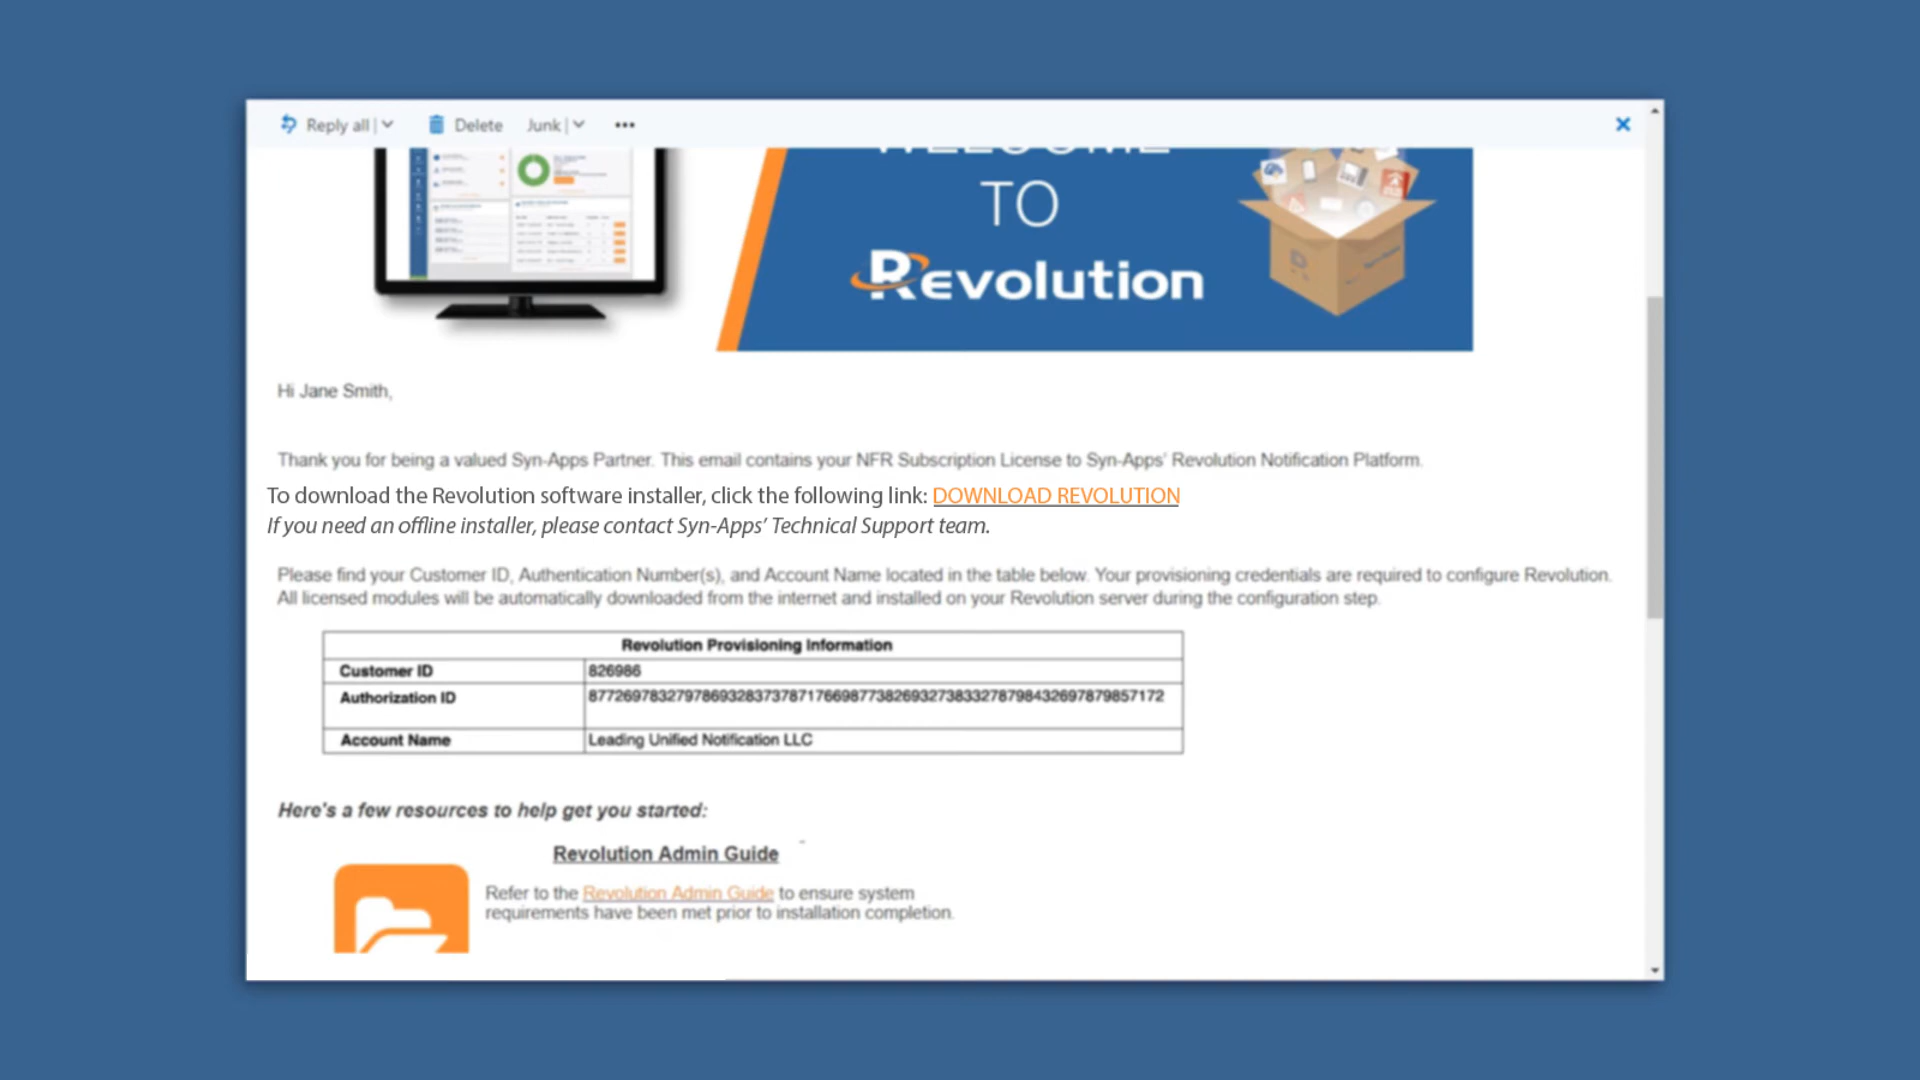 Reply all | Delete Junk | •••
WELCOME
TO
Revolution
Hi Jane Smith,
Thank you for being a valued Syn-Apps Partner. This email contains your NFR Subscription License to Syn-Apps' Revolution Notification Platform.
To download the Revolution software installer, click the following link: DOWNLOAD REVOLUTION
If you need an offline installer, please contact Syn-Apps' Technical Support team.
Please find your Customer ID, Authentication Number(s), and Account Name located in the table below. Your provisioning credentials are required to configure Revolution.
All licensed modules will be automatically downloaded from the internet and installed on your Revolution server during the configuration step.
Revolution Provisioning Information
Customer ID 826986
Authorization ID 87726978327978693283737871766987738269327383327879843269787985717​2
Account Name Leading Unified Notification LLC
Here's a few resources to help get you started:
Revolution Admin Guide
Refer to the Revolution Admin Guide to ensure system
requirements have been met prior to installation completion.